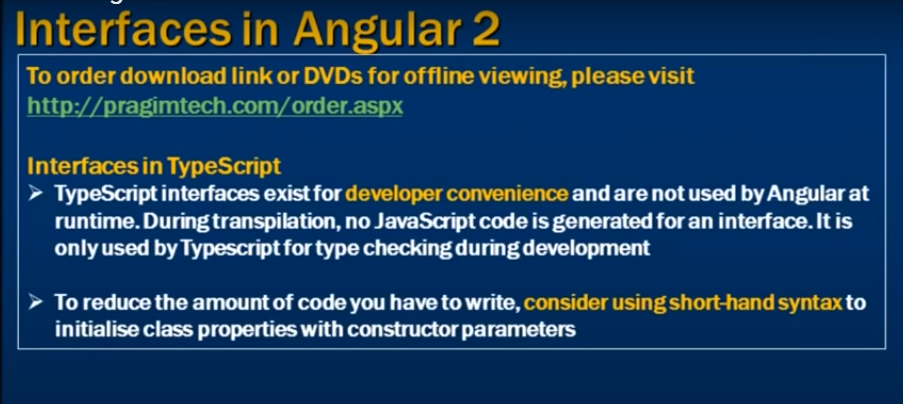 Interfaces in Angular 2
To order download link or DVDs for offline viewing, please visit
http://pragimtech.com/order.aspx
Interfaces in TypeScript
➢ TypeScript interfaces exist for developer convenience and are not used by Angular at
runtime. During transpilation, no JavaScript code is generated for an interface. It is
only used by Typescript for type checking during development
➢ To reduce the amount of code you have to write, consider using short-hand syntax to
initialise class properties with constructor parameters